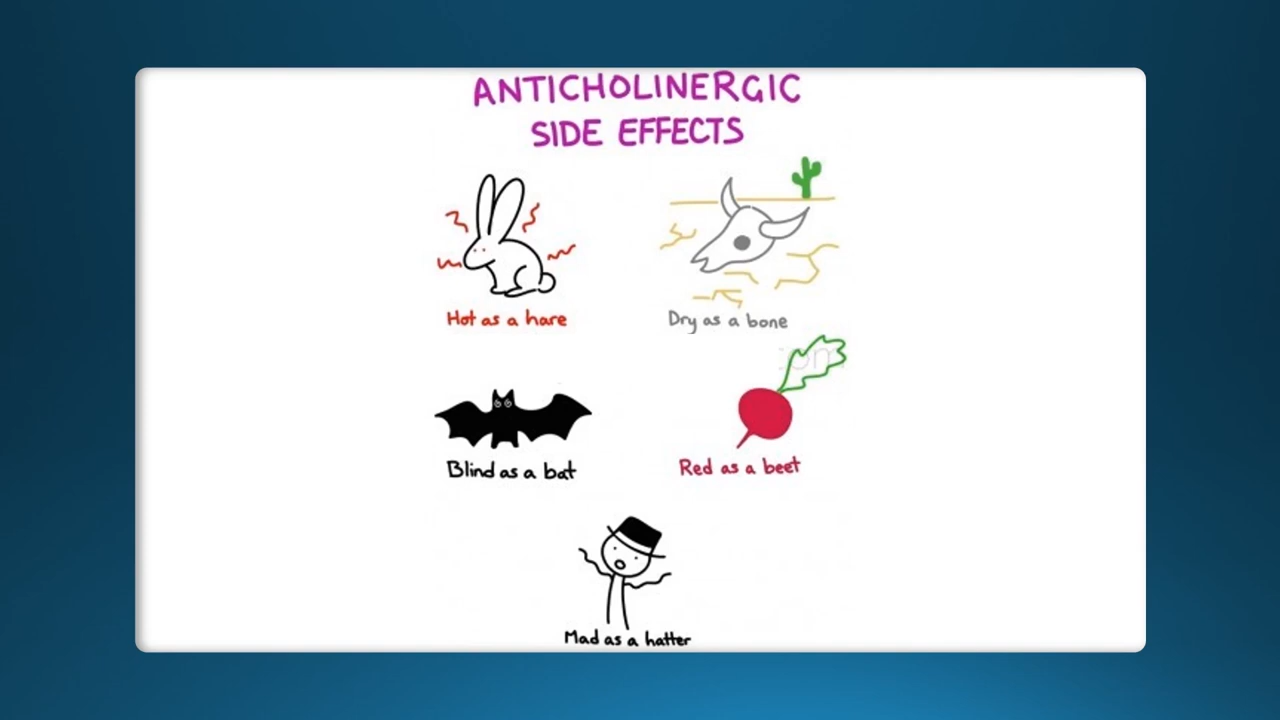 ANTICHOLINERGIC
SIDE EFFECTS
Hot as a hare
Dry as a bone
Blind as a bat
Red as a beet
Mad as a hatter